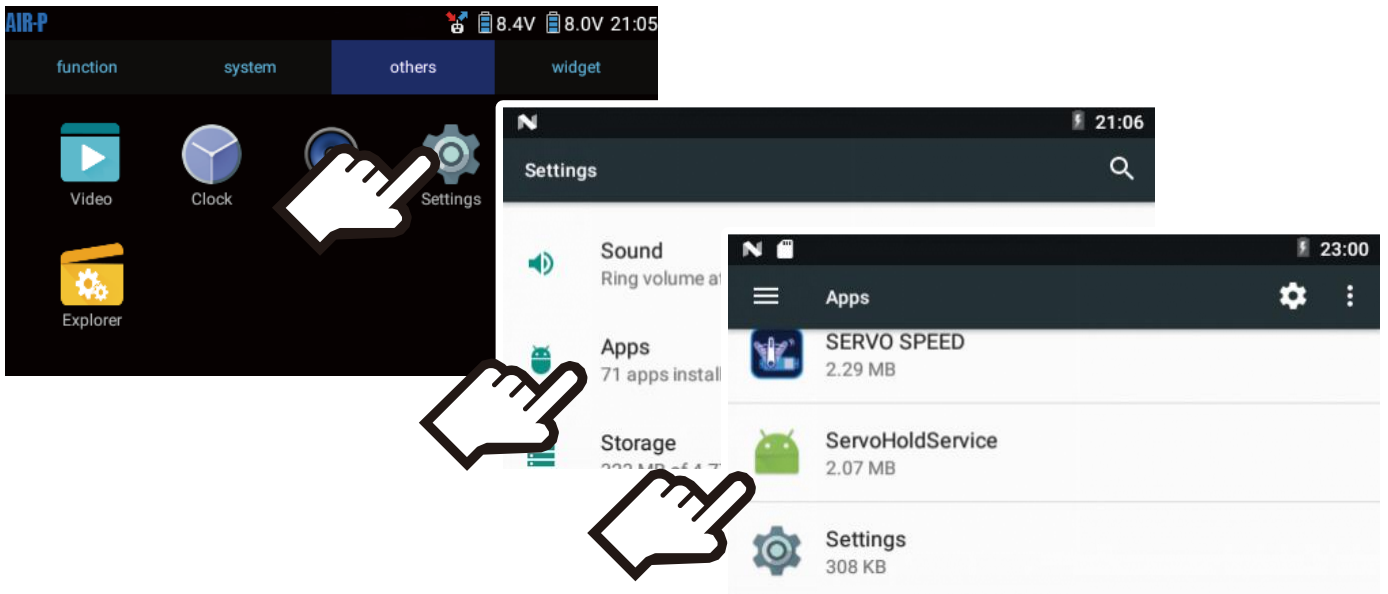 AIR-P 8.4V 8.0V 21:05
function system others widget
Video Clock Settings
Explorer
21:06
Settings
Sound
Ring volume at
Apps
71 apps install
Storage
23:00
Apps
SERVO SPEED
2.29 MB
ServoHoldService
2.07 MB
Settings
308 KB